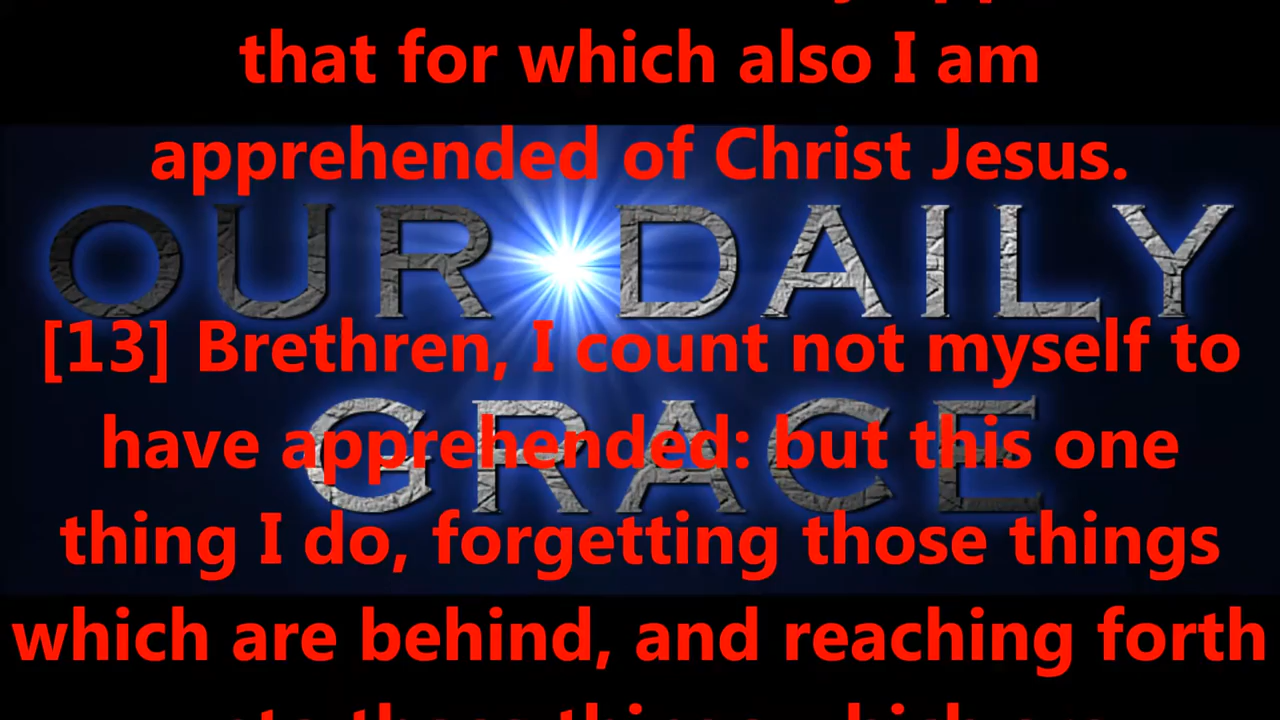 that for which also I am
apprehended of Christ Jesus.
OUR DAILY
[13] Brethren, I count not myself to
GRACE
have apprehended: but this one
thing I do, forgetting those things
which are behind, and reaching forth